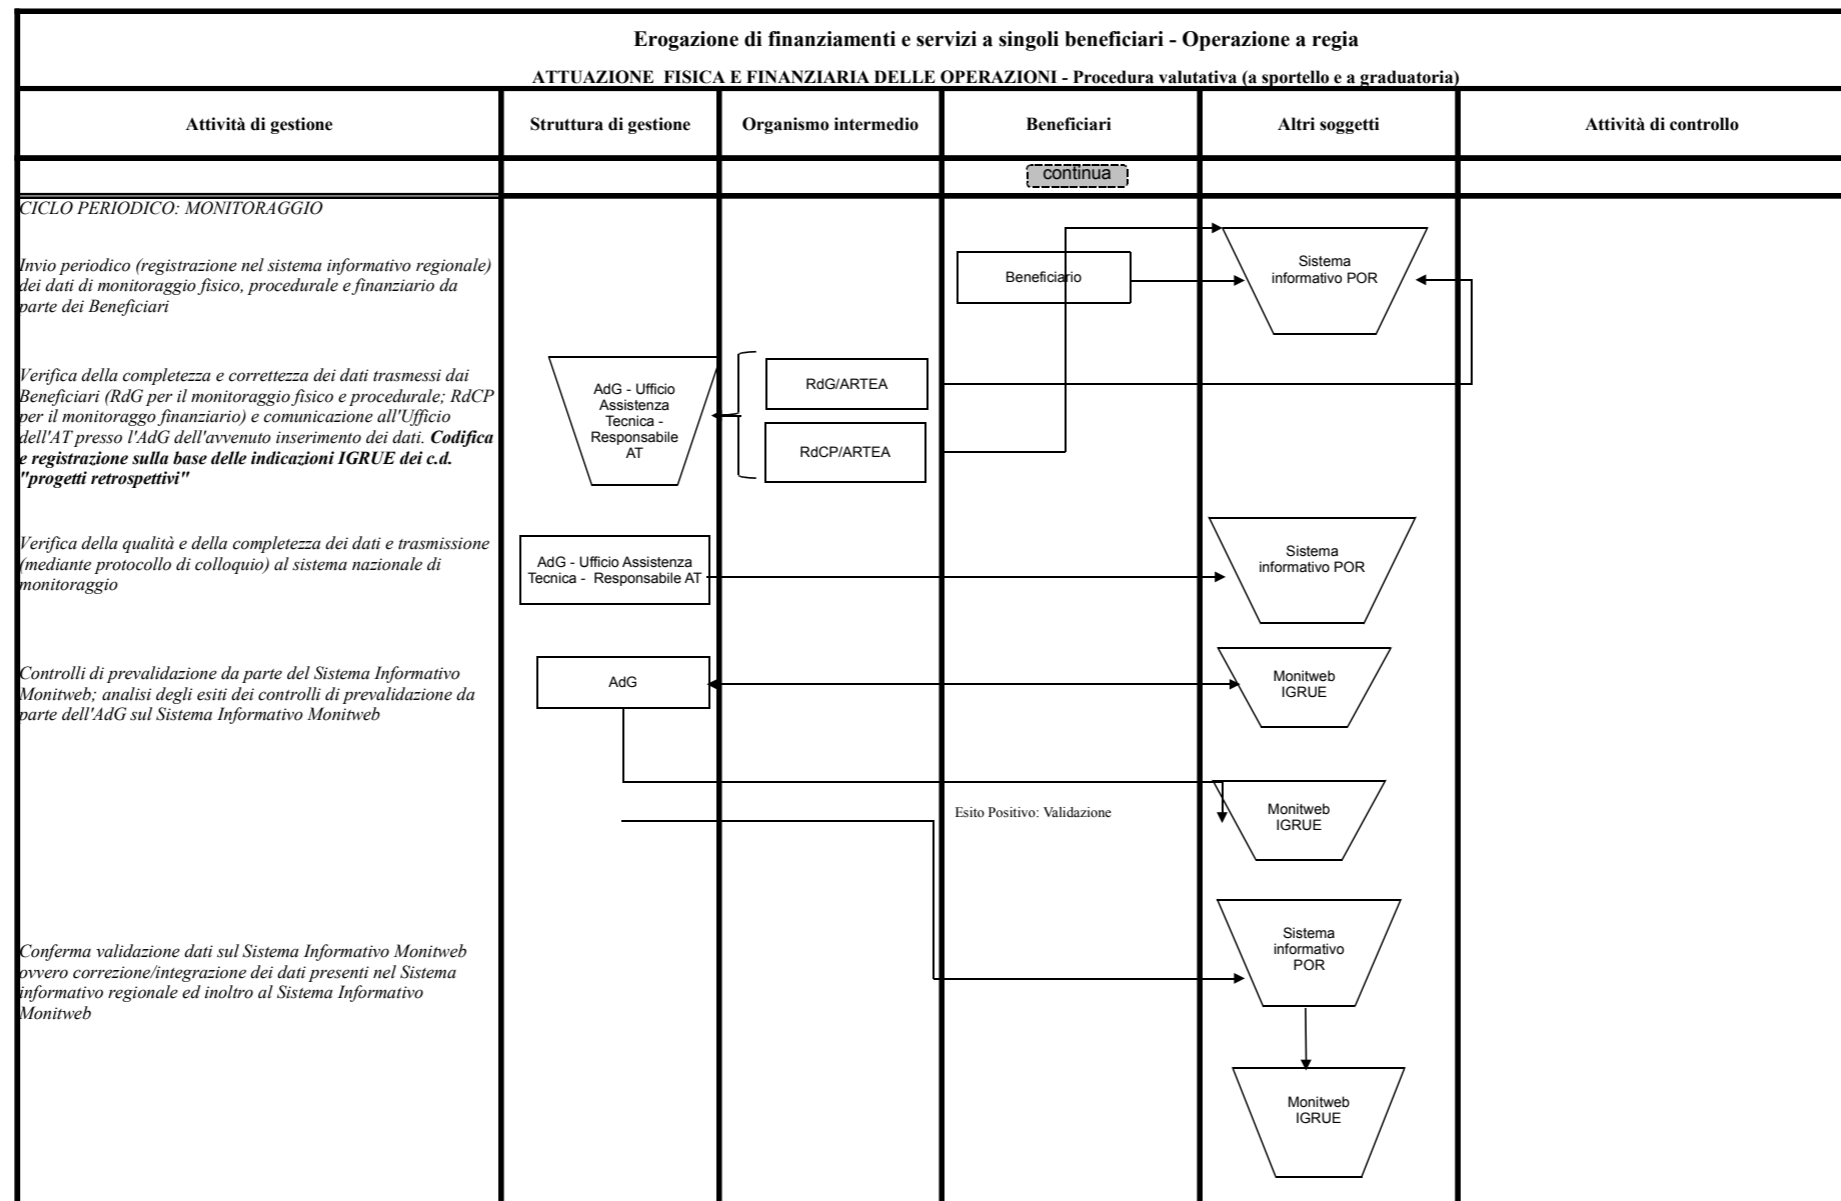 Erogazione di finanziamenti e servizi a singoli beneficiari - Operazione a regia
ATTUAZIONE FISICA E FINANZIARIA DELLE OPERAZIONI - Procedura valutativa (a sportello e a graduatoria)
Attività di gestione
Struttura di gestione
Organismo intermedio
Beneficiari
Altri soggetti
Attività di controllo
continua
CICLO PERIODICO: MONITORAGGIO
Invio periodico (registrazione nel sistema informativo regionale)
dei dati di monitoraggio fisico, procedurale e finanziario da
parte dei Beneficiari
Beneficiario
Sistema
informativo POR
Verifica della completezza e correttezza dei dati trasmessi dai
Beneficiari (RdG per il monitoraggio fisico e procedurale; RdCP
per il monitoraggo finanziario) e comunicazione all'Ufficio
dell'AT presso l'AdG dell'avvenuto inserimento dei dati. Codifica
e registrazione sulla base delle indicazioni IGRUE dei c.d.
"progetti retrospettivi"
AdG - Ufficio
Assistenza
Tecnica -
Responsabile
AT
RdG/ARTEA
RdCP/ARTEA
Verifica della qualità e della completezza dei dati e trasmissione
(mediante protocollo di colloquio) al sistema nazionale di
monitoraggio
AdG - Ufficio Assistenza
Tecnica - Responsabile AT
Sistema
informativo POR
Controlli di prevalidazione da parte del Sistema Informativo
Monitweb; analisi degli esiti dei controlli di prevalidazione da
parte dell'AdG sul Sistema Informativo Monitweb
AdG
Monitweb
IGRUE
Esito Positivo: Validazione
Monitweb
IGRUE
Conferma validazione dati sul Sistema Informativo Monitweb
ovvero correzione/integrazione dei dati presenti nel Sistema
informativo regionale ed inoltro al Sistema Informativo
Monitweb
Sistema
informativo
POR
Monitweb
IGRUE